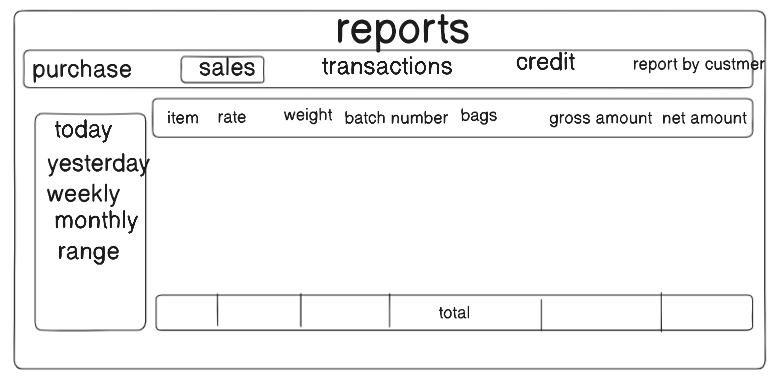 reports
purchase sales transactions credit report by custmer
item rate weight batch number bags gross amount net amount
today
yesterday
weekly
monthly
range
total